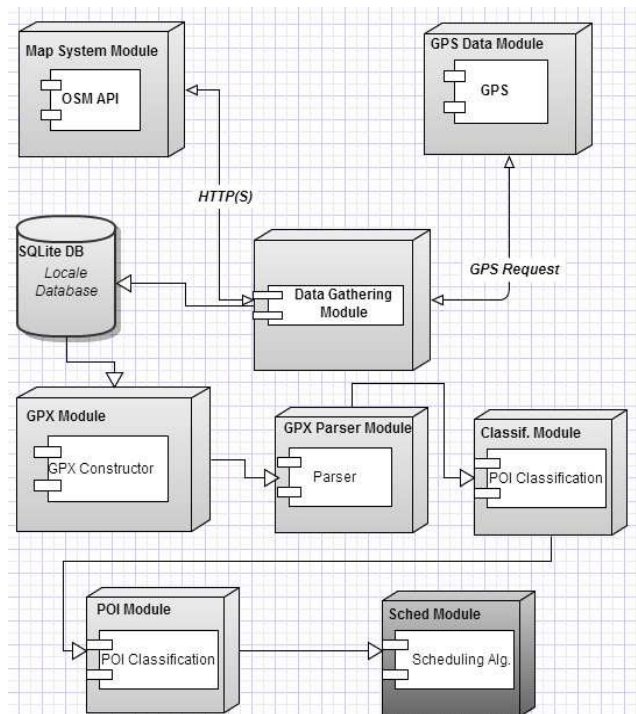 Map System Module
OSM API
GPS Data Module
GPS
HTTP(S)
GPS Request
SQLite DB
Locale
Database
Data Gathering
Module
GPX Module
GPX Constructor
GPX Parser Module
Parser
Classif. Module
POI Classification
POI Module
POI Classification
Sched Module
Scheduling Alg.